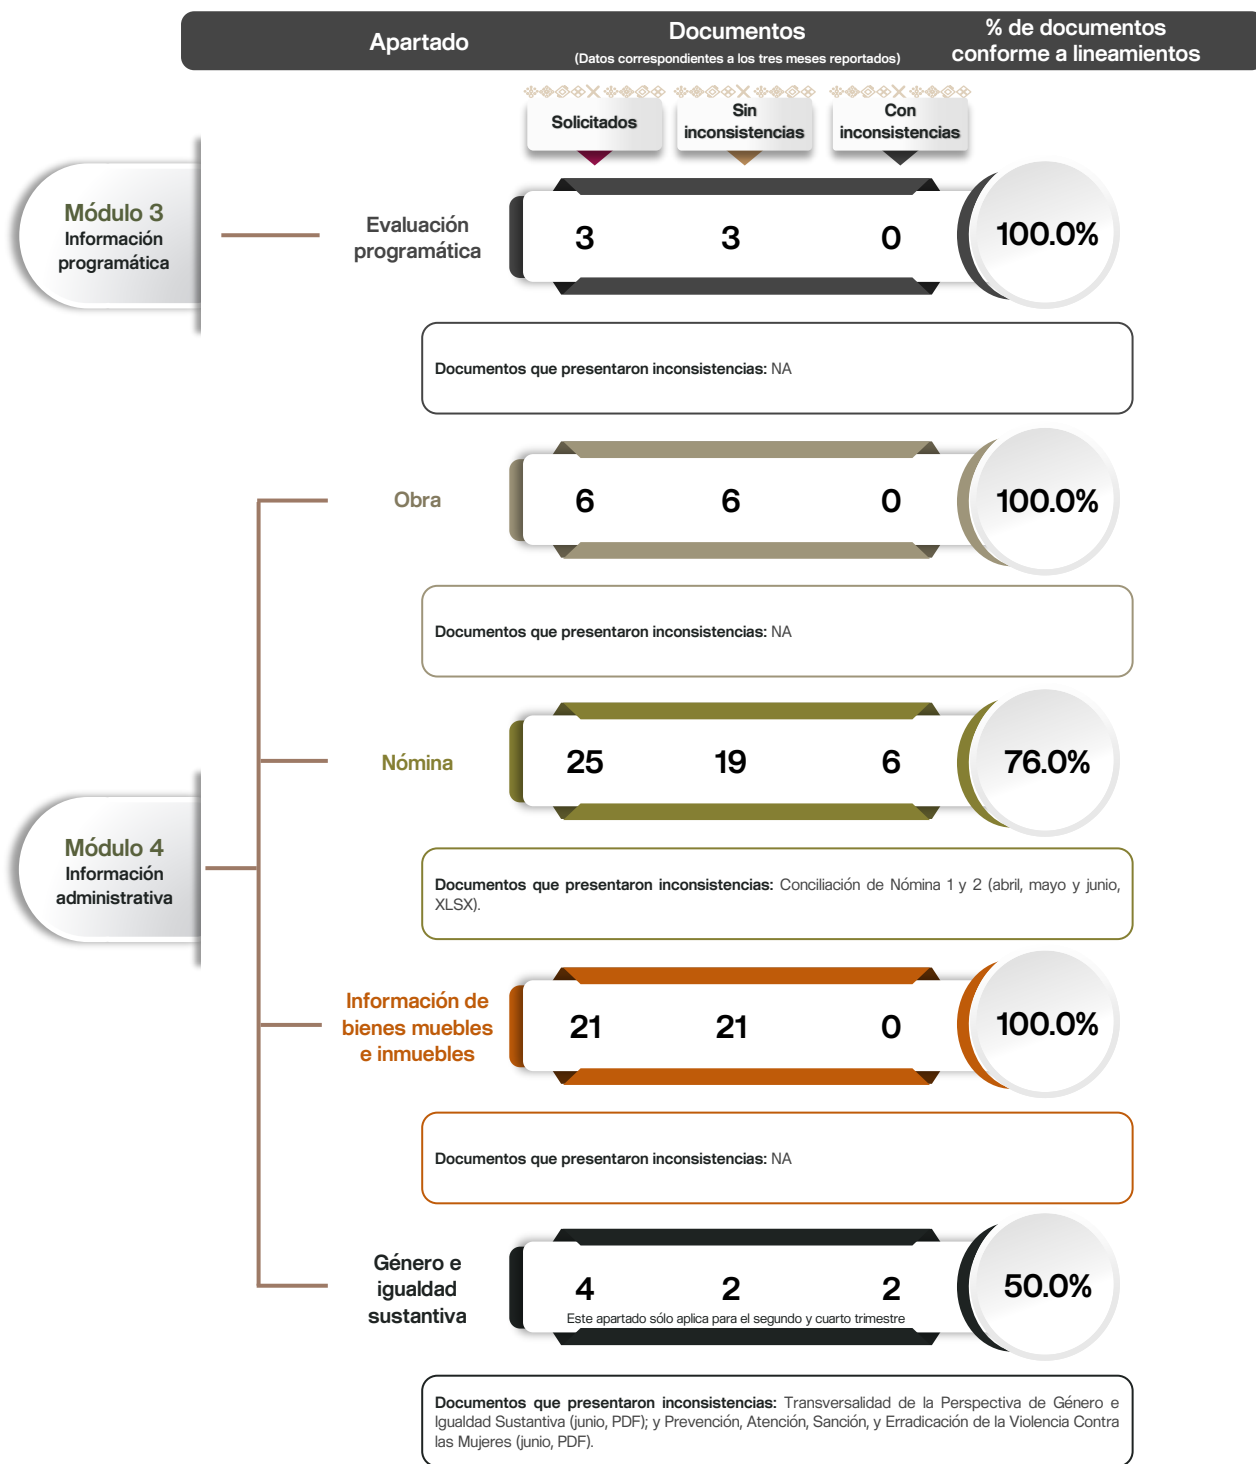 Apartado
Documentos
(Datos correspondientes a los tres meses reportados)
% de documentos
conforme a lineamientos
Solicitados
Sin
inconsistencias
Con
inconsistencias
Módulo 3
Información
programática
Evaluación
programática
3 3 0 100.0%
Documentos que presentaron inconsistencias: NA
Obra
6 6 0 100.0%
Documentos que presentaron inconsistencias: NA
Módulo 4
Información
administrativa
Nómina
25 19 6 76.0%
Documentos que presentaron inconsistencias: Conciliación de Nómina 1 y 2 (abril, mayo y junio,
XLSX).
Información de
bienes muebles
e inmuebles
21 21 0 100.0%
Documentos que presentaron inconsistencias: NA
Género e
igualdad
sustantiva
4 2 2 50.0%
Este apartado sólo aplica para el segundo y cuarto trimestre
Documentos que presentaron inconsistencias: Transversalidad de la Perspectiva de Género e
Igualdad Sustantiva (junio, PDF); y Prevención, Atención, Sanción, y Erradicación de la Violencia Contra
las Mujeres (junio, PDF).